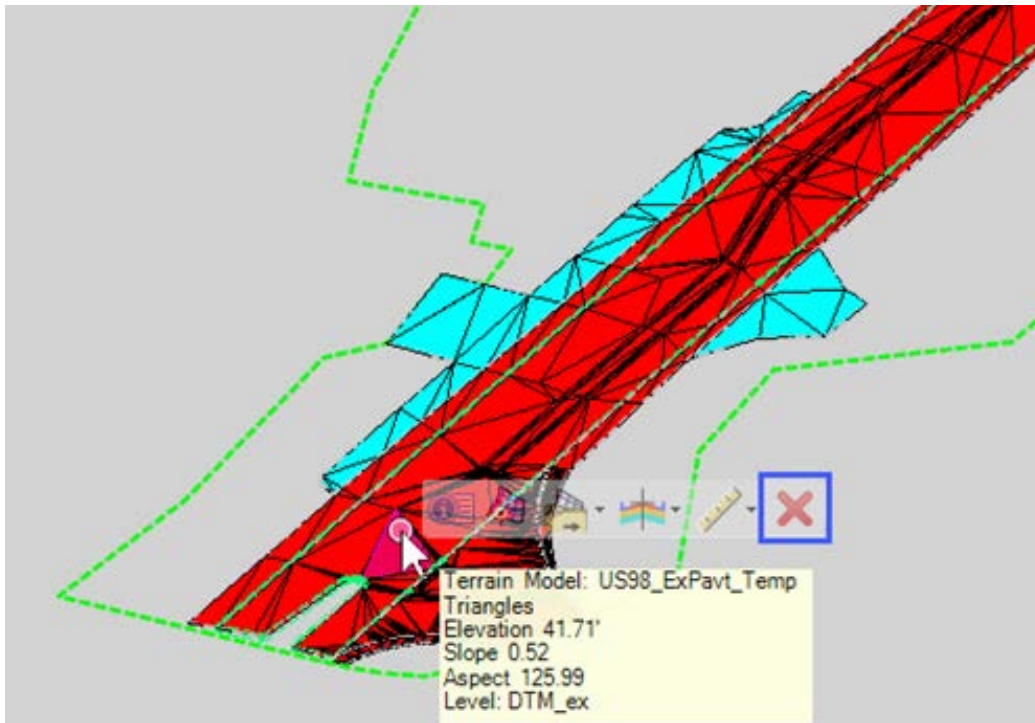 Terrain Model: US98_ExPavt_Temp
Triangles
Elevation 41.71'
Slope 0.52
Aspect 125.99
Level: DTM_ex